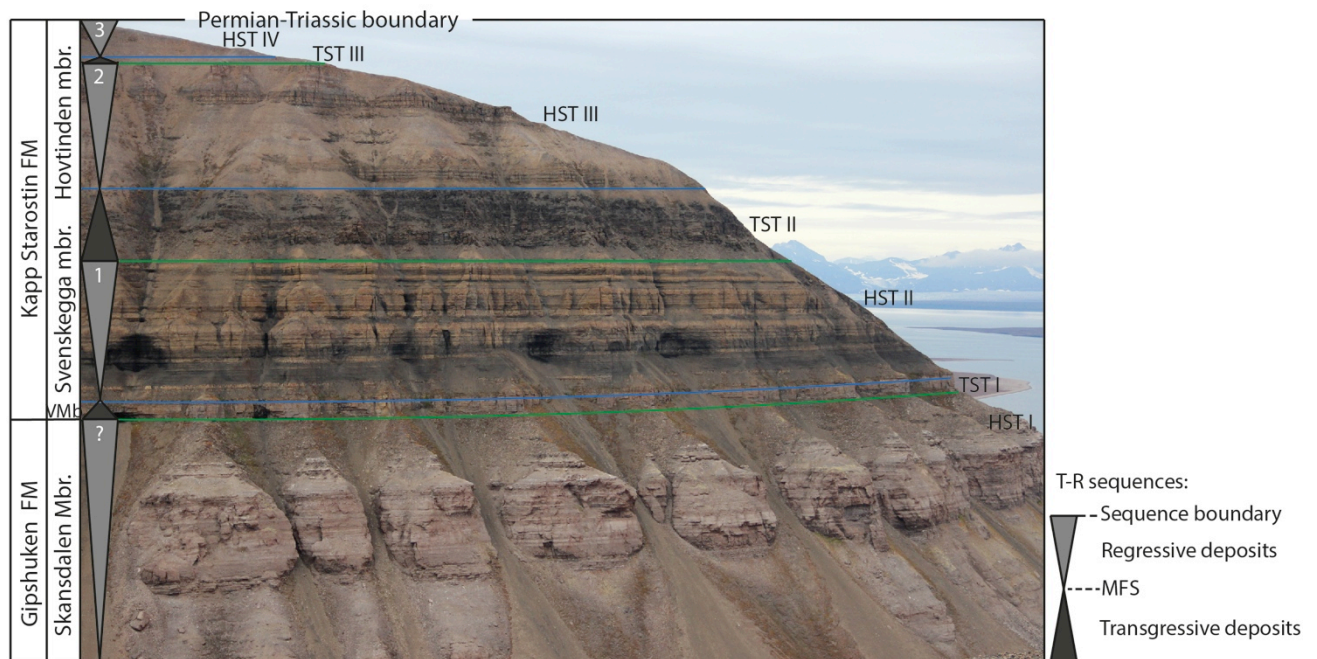 Permian-Triassic boundary
HST IV
TST III
HST III
TST II
HST II
TST I
HST I
3
2
1
?
Kapp Starostin FM
Hovtinden mbr.
Svenskegga mbr.
VMb
Gipshuken FM
Skansdalen Mbr.
T-R sequences:
Sequence boundary
Regressive deposits
MFS
Transgressive deposits